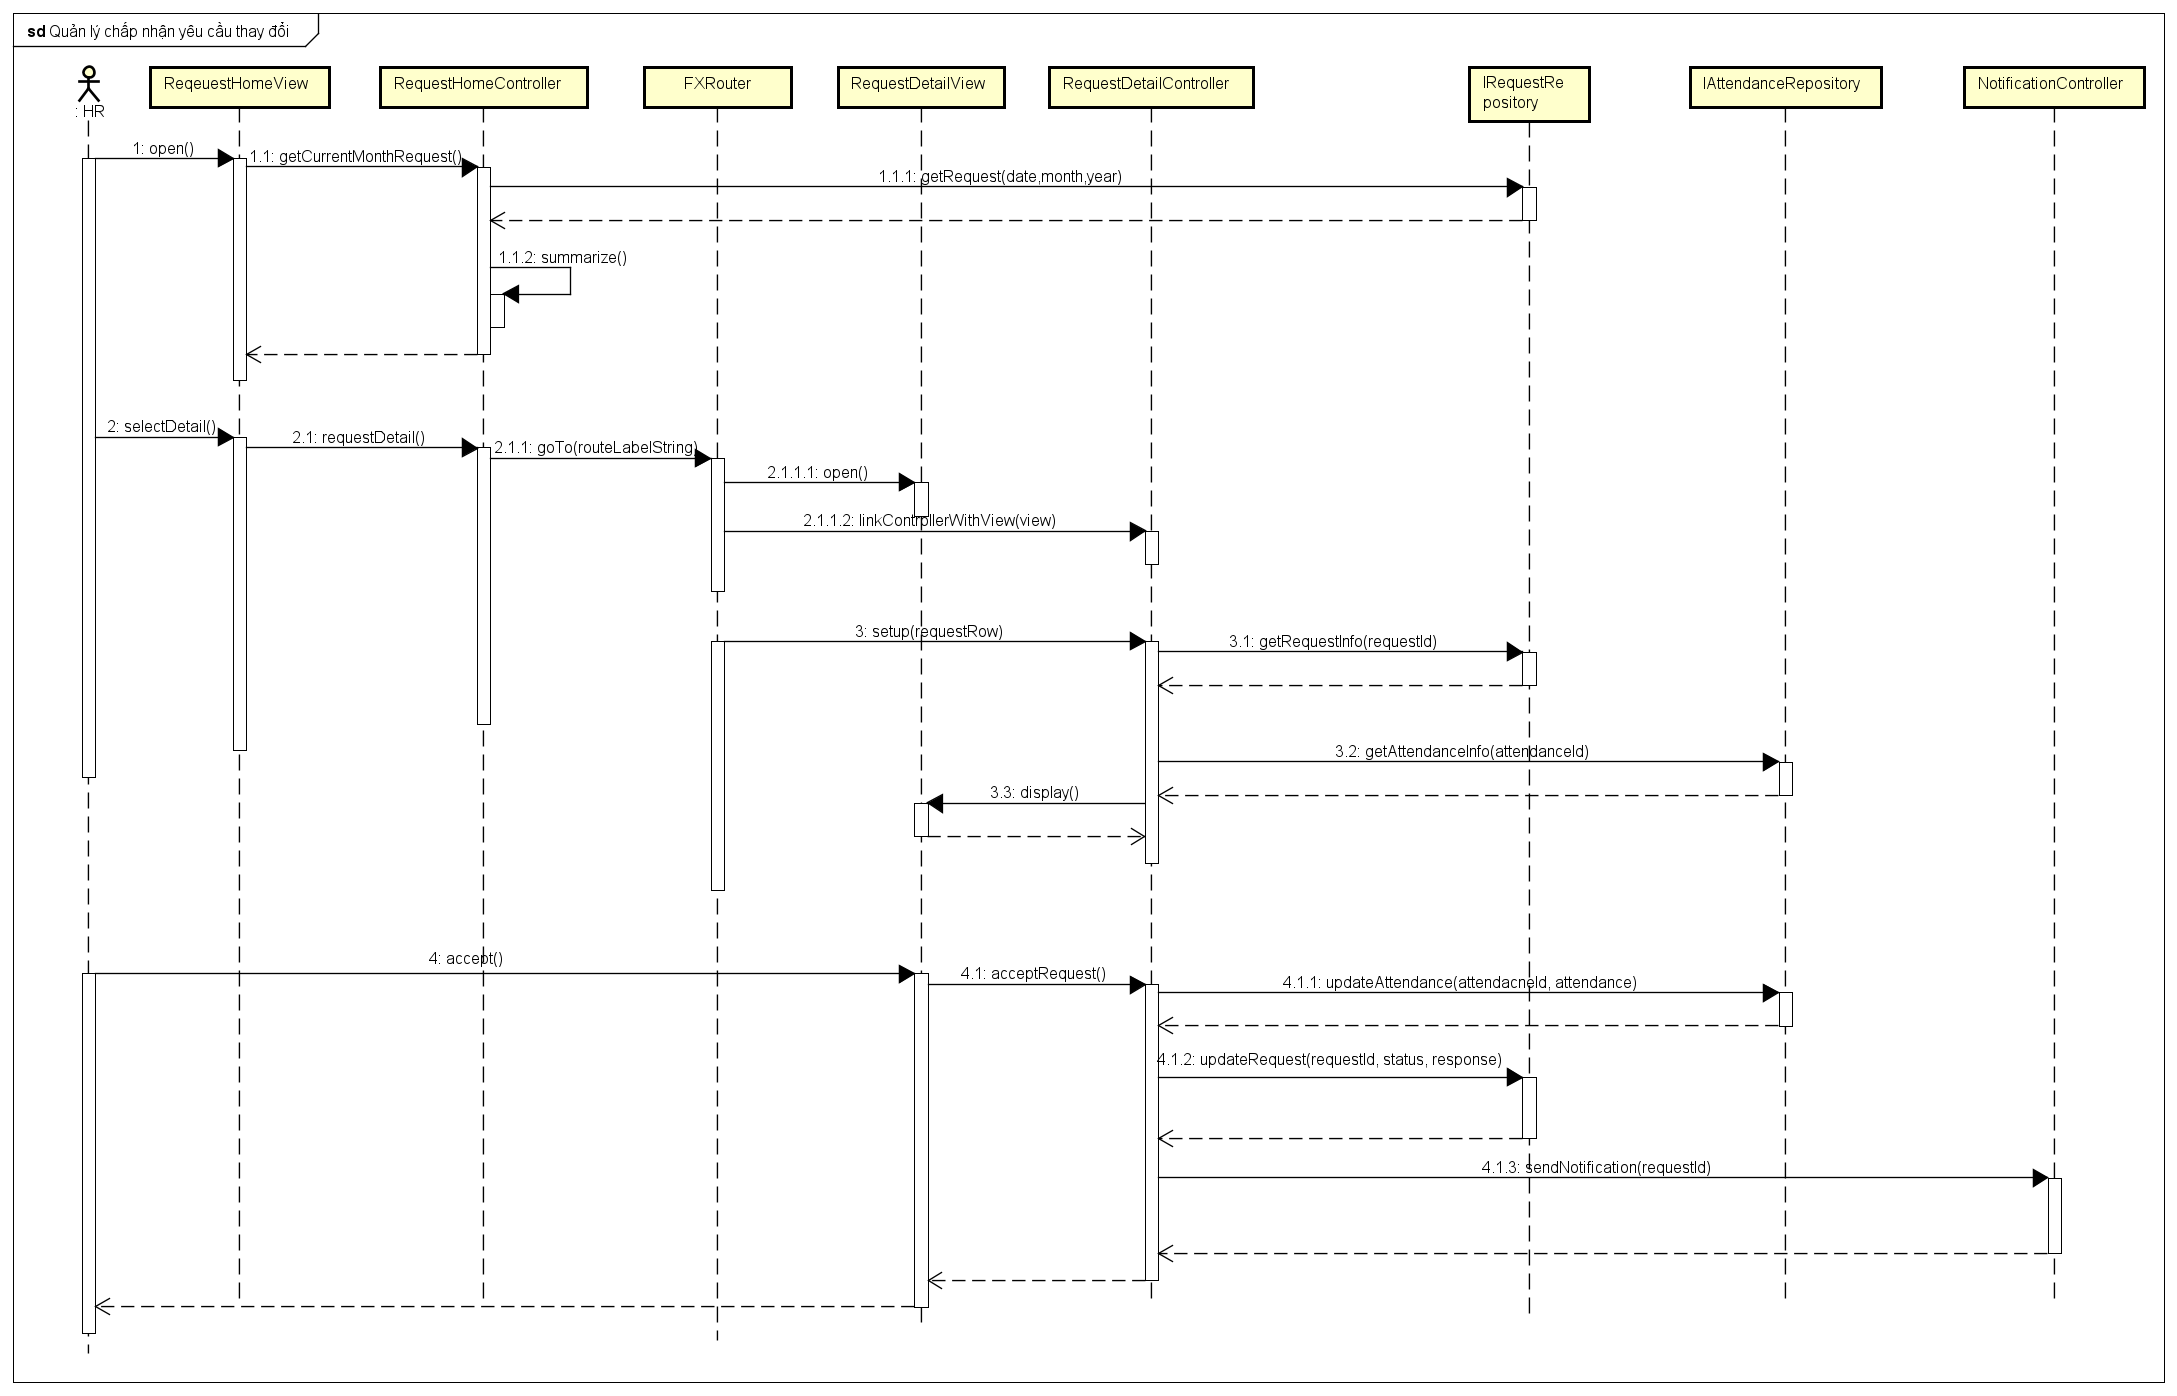 sd Quản lý chấp nhận yêu cầu thay đổi
: HR
ReqeuestHomeView
RequestHomeController
FXRouter
RequestDetailView
RequestDetailController
IRequestRe
pository
IAttendanceRepository
NotificationController
1: open()
1.1: getCurrentMonthRequest()
1.1.1: getRequest(date,month,year)
1.1.2: summarize()
2: selectDetail()
2.1: requestDetail()
2.1.1: goTo(routeLabelString)
2.1.1.1: open()
2.1.1.2: linkControllerWithView(view)
3: setup(requestRow)
3.1: getRequestInfo(requestId)
3.2: getAttendanceInfo(attendanceId)
3.3: display()
4: accept()
4.1: acceptRequest()
4.1.1: updateAttendance(attendacneId, attendance)
4.1.2: updateRequest(requestId, status, response)
4.1.3: sendNotification(requestId)